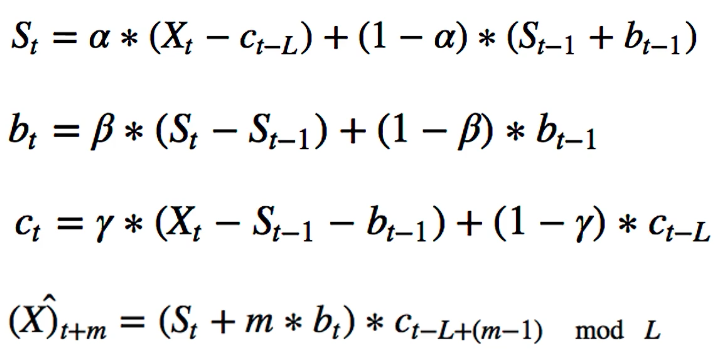 S_t = α * (X_t − c_{t−L}) + (1 − α) * (S_{t−1} + b_{t−1})
b_t = β * (S_t − S_{t−1}) + (1 − β) * b_{t−1}
c_t = γ * (X_t − S_{t−1} − b_{t−1}) + (1 − γ) * c_{t−L}
(X̂)_{t+m} = (S_t + m * b_t) * c_{t−L+(m−1) mod L}